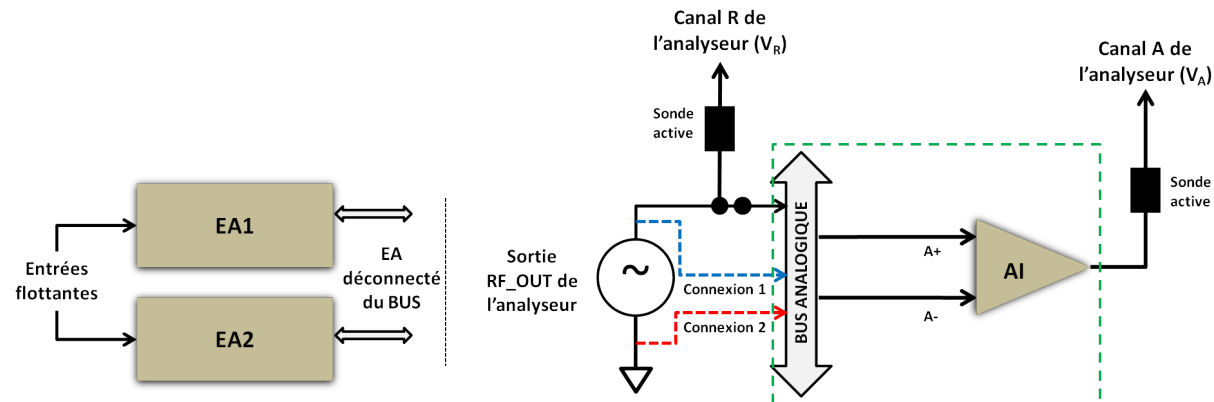 Canal R de
l'analyseur (VR)
Canal A de
l'analyseur (VA)
Sonde
active
Sonde
active
EA1
EA2
Entrées
flottantes
EA
déconnecté
du BUS
Sortie
RF_OUT de
l'analyseur
~
Connexion 1
Connexion 2
BUS ANALOGIQUE
A+
A-
AI